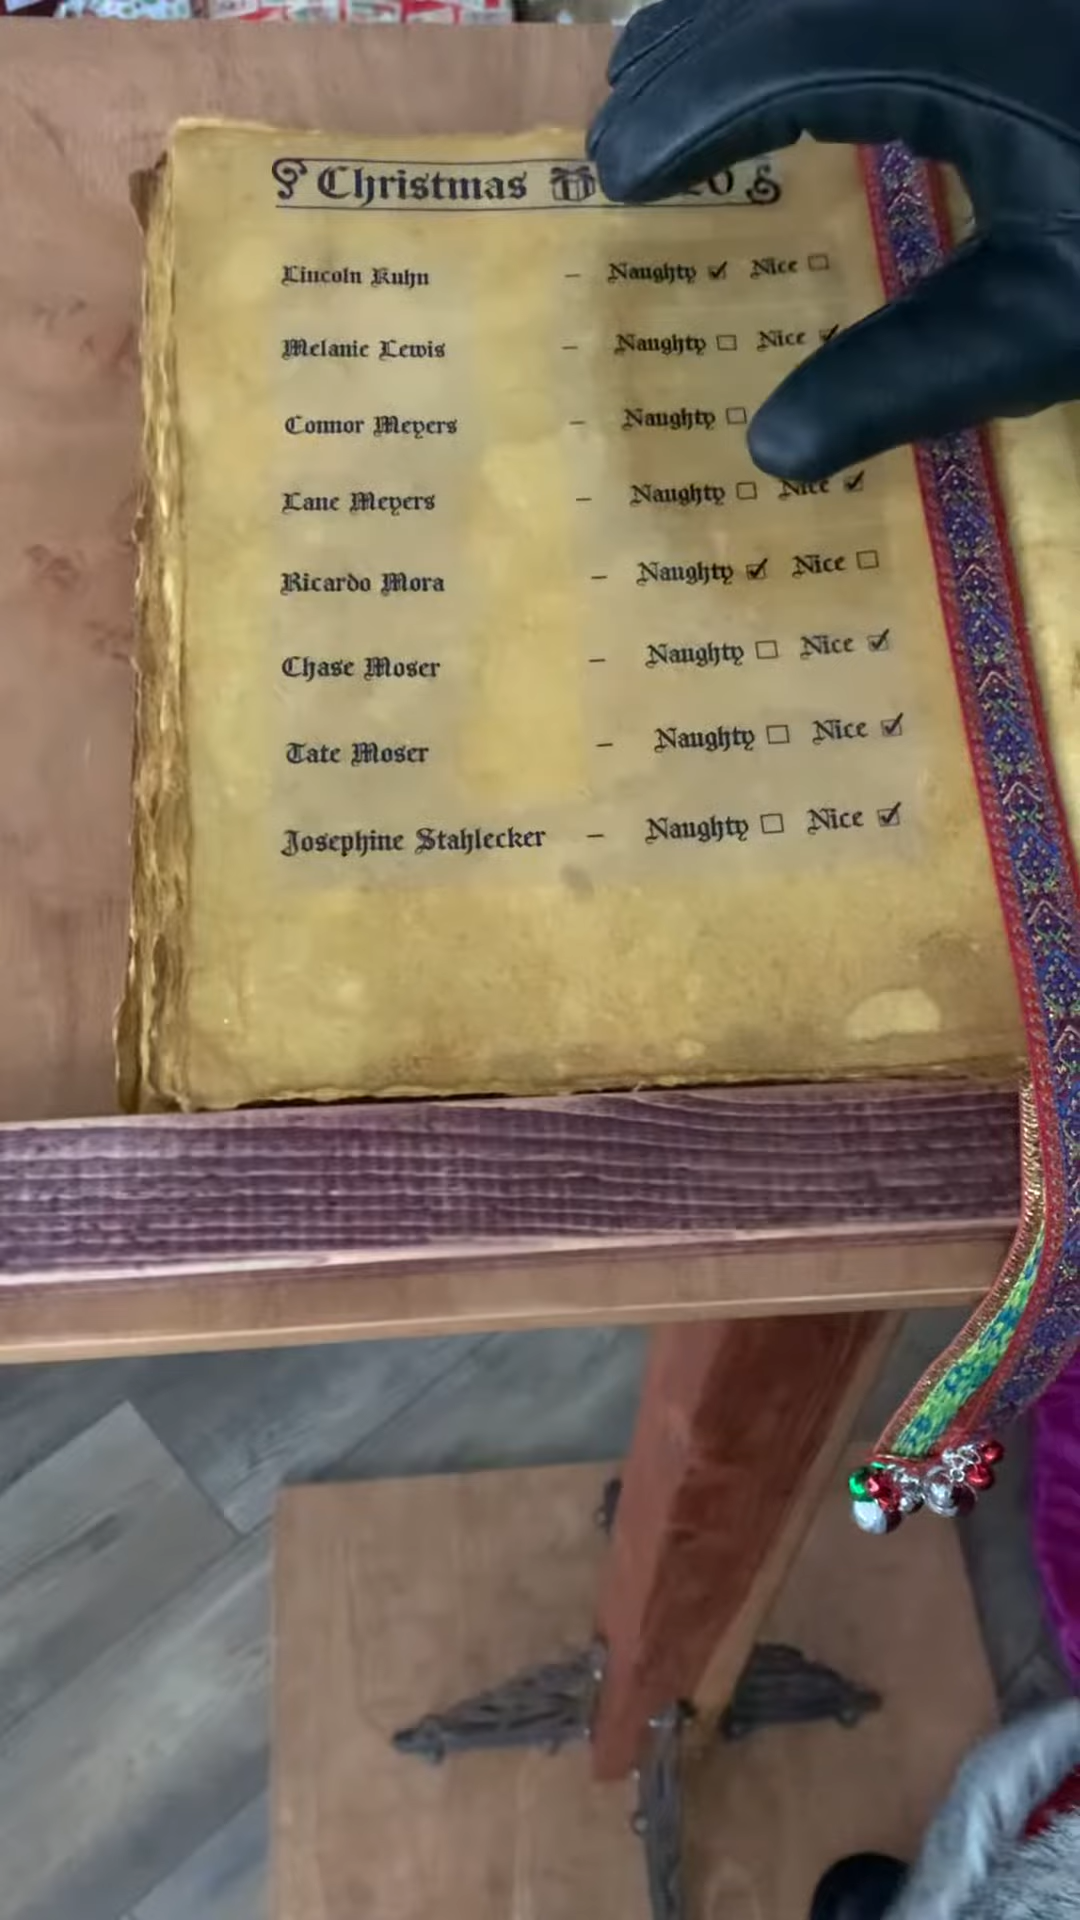 Christmas 20
Lincoln Kuhn – Naughty ☑ Nice ☐
Melanie Lewis – Naughty ☐ Nice ☑
Connor Meyers – Naughty ☐
Lane Meyers – Naughty ☐ Nice ☑
Ricardo Mora – Naughty ☑ Nice ☐
Chase Moser – Naughty ☐ Nice ☑
Tate Moser – Naughty ☐ Nice ☑
Josephine Stahlecker – Naughty ☐ Nice ☑